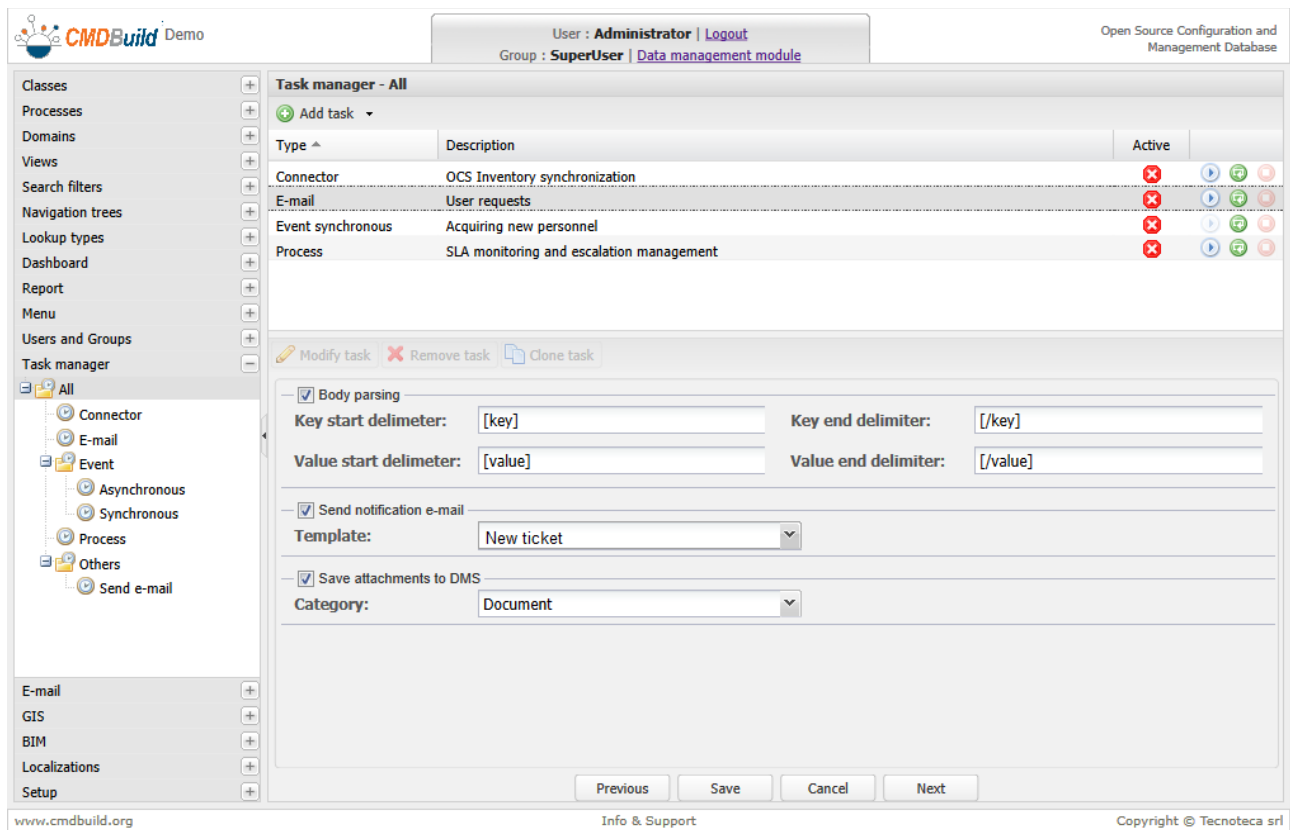 CMDBuild Demo
User : Administrator | Logout
Group : SuperUser | Data management module
Open Source Configuration and
Management Database
Classes
Processes
Domains
Views
Search filters
Navigation trees
Lookup types
Dashboard
Report
Menu
Users and Groups
Task manager
All
Connector
E-mail
Event
Asynchronous
Synchronous
Process
Others
Send e-mail
E-mail
GIS
BIM
Localizations
Setup
Task manager - All
Add task
Type Description Active
Connector OCS Inventory synchronization
E-mail User requests
Event synchronous Acquiring new personnel
Process SLA monitoring and escalation management
Modify task Remove task Clone task
Body parsing
Key start delimeter: [key] Key end delimiter: [/key]
Value start delimeter: [value] Value end delimiter: [/value]
Send notification e-mail
Template: New ticket
Save attachments to DMS
Category: Document
Previous Save Cancel Next
www.cmdbuild.org Info & Support Copyright © Tecnoteca srl